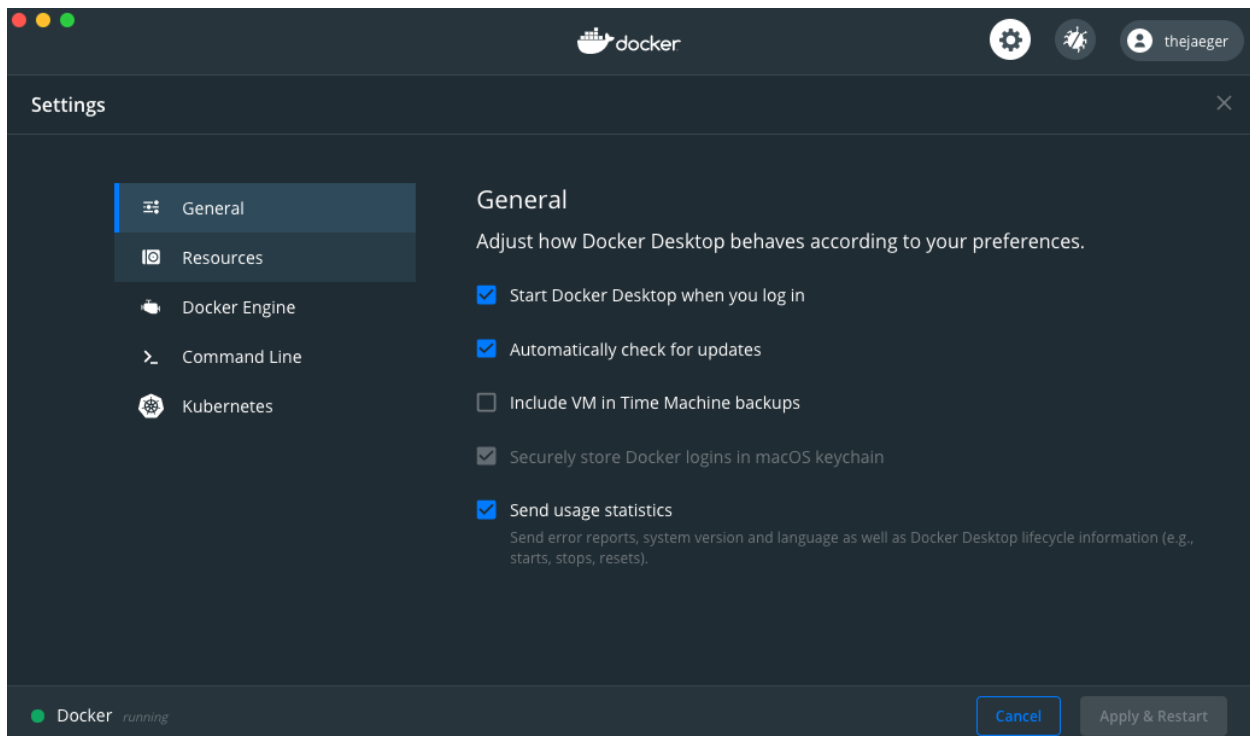 docker
thejaeger
Settings
General
Resources
Docker Engine
Command Line
Kubernetes
General
Adjust how Docker Desktop behaves according to your preferences.
Start Docker Desktop when you log in
Automatically check for updates
Include VM in Time Machine backups
Securely store Docker logins in macOS keychain
Send usage statistics
Send error reports, system version and language as well as Docker Desktop lifecycle information (e.g.,
starts, stops, resets).
Docker running
Cancel
Apply & Restart